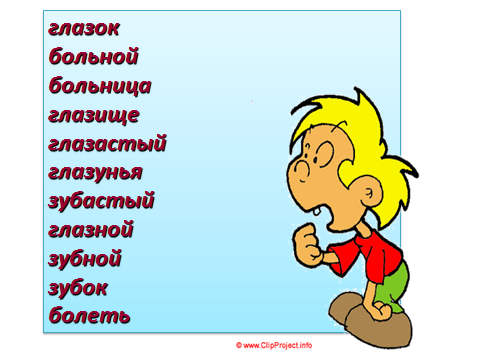 глазок
больной
больница
глазище
глазастый
глазунья
зубастый
глазной
зубной
зубок
болеть
© www.ClipProject.info